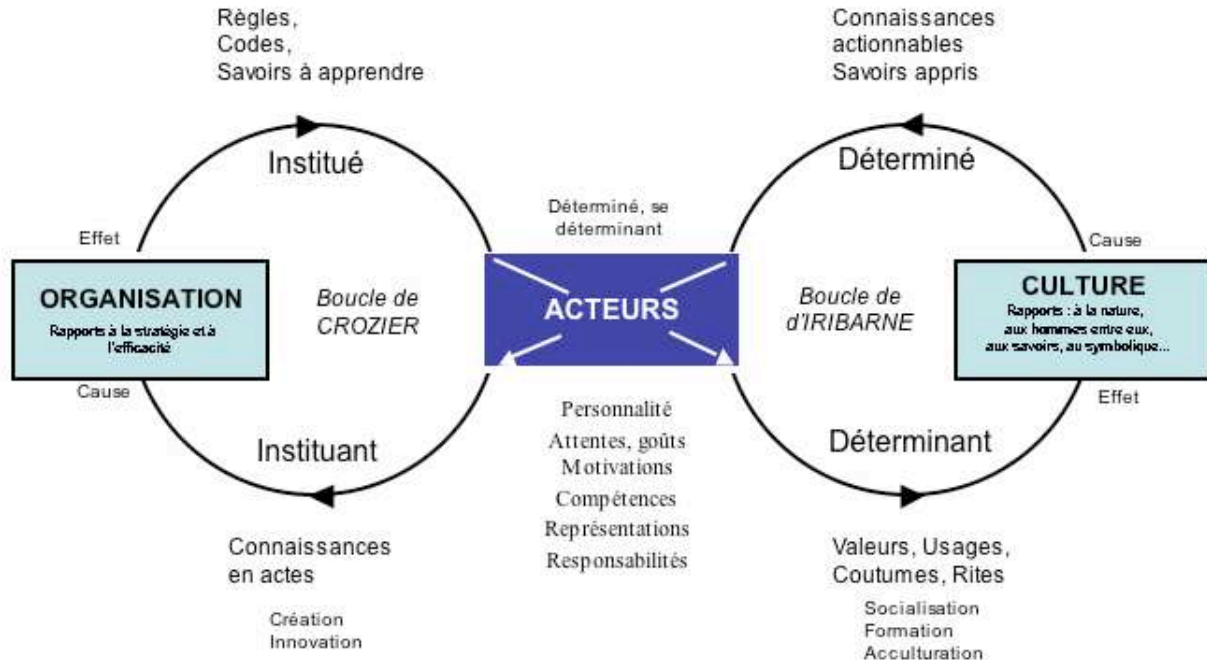 Règles,
Codes,
Savoirs à apprendre
Connaissances
actionnables
Savoirs appris
Institué
Déterminé
Déterminé, se
déterminant
Effet
Cause
ORGANISATION
Rapports à la stratégie et à
l'efficacité
Boucle de
CROZIER
ACTEURS
Boucle de
d'IRIBARNE
CULTURE
Rapports : à la nature,
aux hommes entre eux,
aux savoirs, au symbolique...
Cause
Effet
Instituant
Déterminant
Personnalité
Attentes, goûts
Motivations
Compétences
Représentations
Responsabilités
Connaissances
en actes
Création
Innovation
Valeurs, Usages,
Coutumes, Rites
Socialisation
Formation
Acculturation